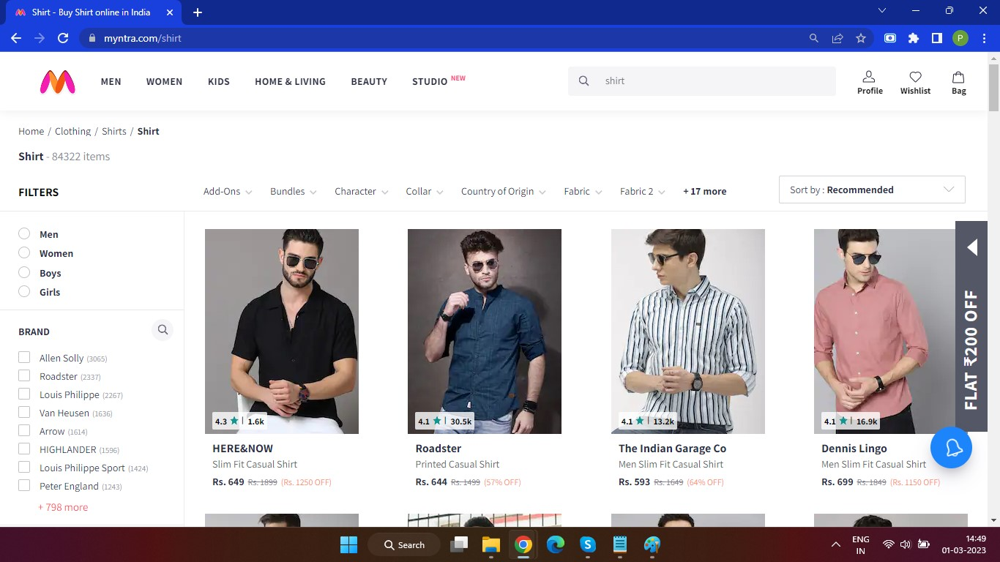 Shirt - Buy Shirt online in India
myntra.com/shirt
P
MEN WOMEN KIDS HOME & LIVING BEAUTY STUDIO NEW
shirt
Profile Wishlist Bag
Home / Clothing / Shirts / Shirt
Shirt - 84322 items
FILTERS
Add-Ons Bundles Character Collar Country of Origin Fabric Fabric 2 + 17 more
Sort by : Recommended
Men
Women
Boys
Girls
BRAND
Allen Solly (3065)
Roadster (2337)
Louis Philippe (2267)
Van Heusen (1636)
Arrow (1614)
HIGHLANDER (1596)
Louis Philippe Sport (1424)
Peter England (1243)
+ 798 more
4.3 ★ | 1.6k
HERE&NOW
Slim Fit Casual Shirt
Rs. 649 Rs. 1899 (Rs. 1250 OFF)
4.1 ★ | 30.5k
Roadster
Printed Casual Shirt
Rs. 644 Rs. 1499 (57% OFF)
4.1 ★ | 13.2k
The Indian Garage Co
Men Slim Fit Casual Shirt
Rs. 593 Rs. 1649 (64% OFF)
4.1 ★ | 16.9k
Dennis Lingo
Men Slim Fit Casual Shirt
Rs. 699 Rs. 1849 (Rs. 1150 OFF)
FLAT ₹200 OFF
Search
ENG
IN
14:49
01-03-2023